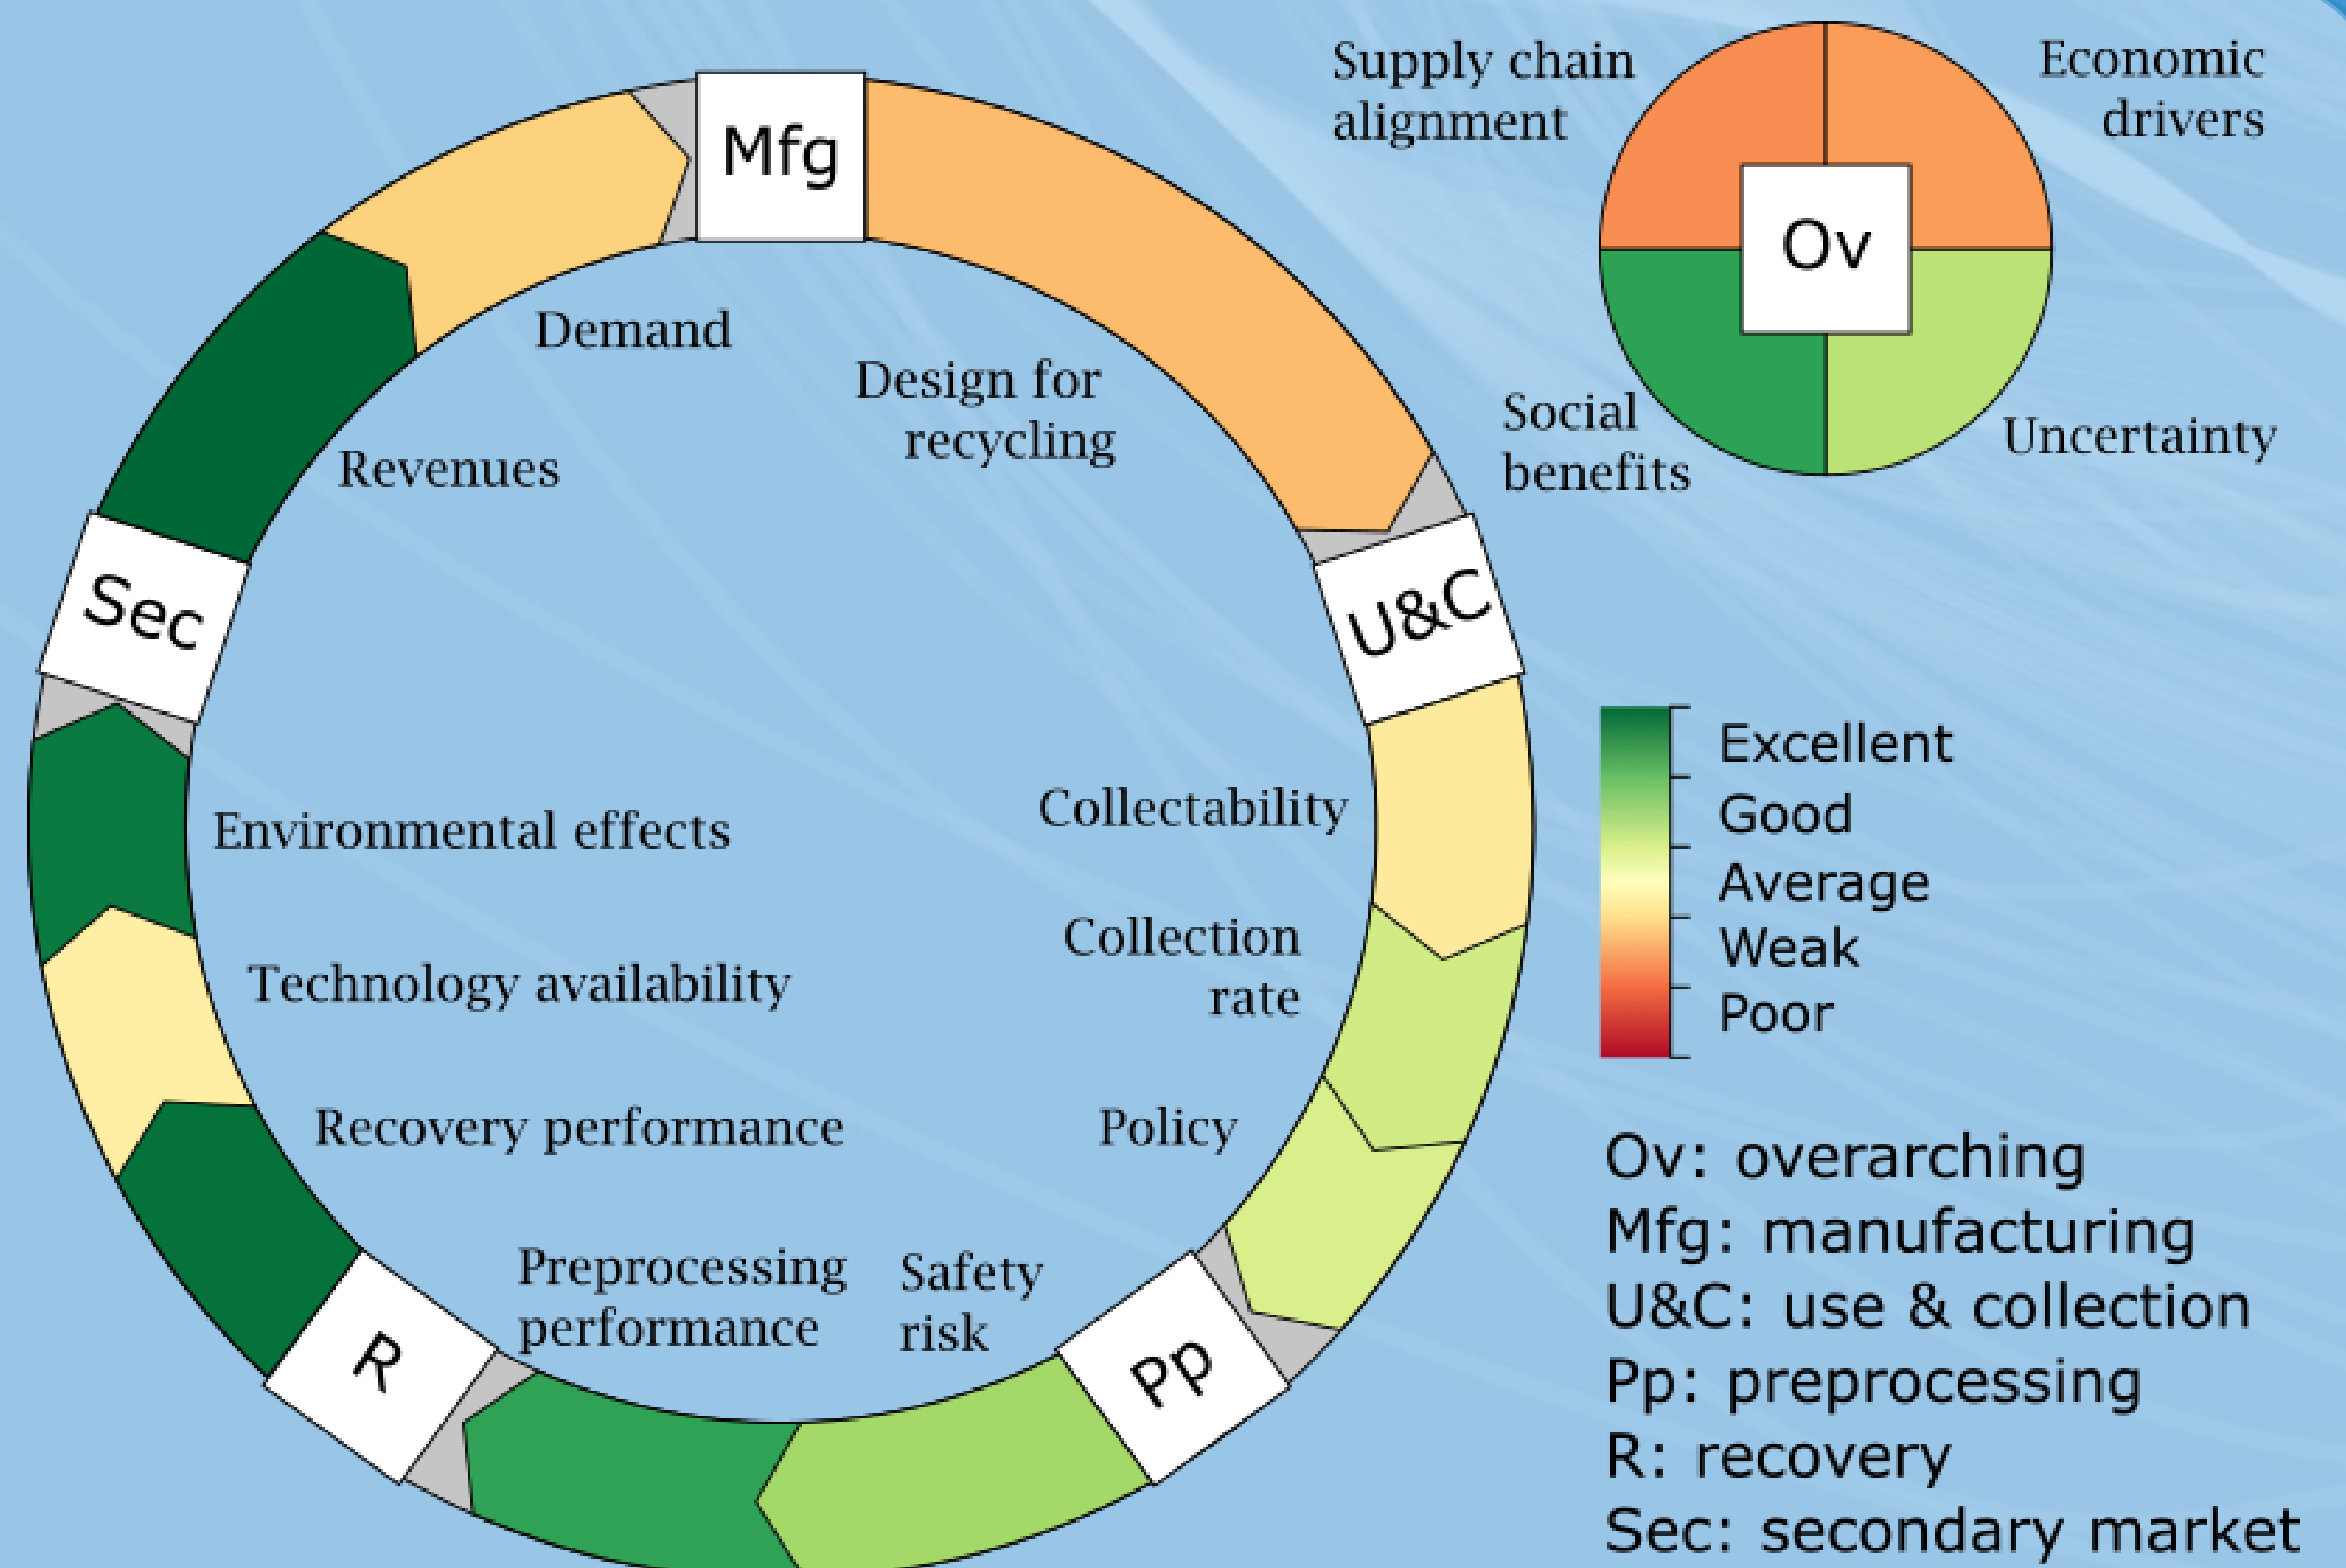 Mfg
Demand
Design for
recycling
Revenues
Sec
U&C
Environmental effects
Collectability
Technology availability
Collection
rate
Recovery performance
Policy
Preprocessing
performance
Safety
risk
R
Pp
Supply chain
alignment
Economic
drivers
Ov
Social
benefits
Uncertainty
Excellent
Good
Average
Weak
Poor
Ov: overarching
Mfg: manufacturing
U&C: use & collection
Pp: preprocessing
R: recovery
Sec: secondary market